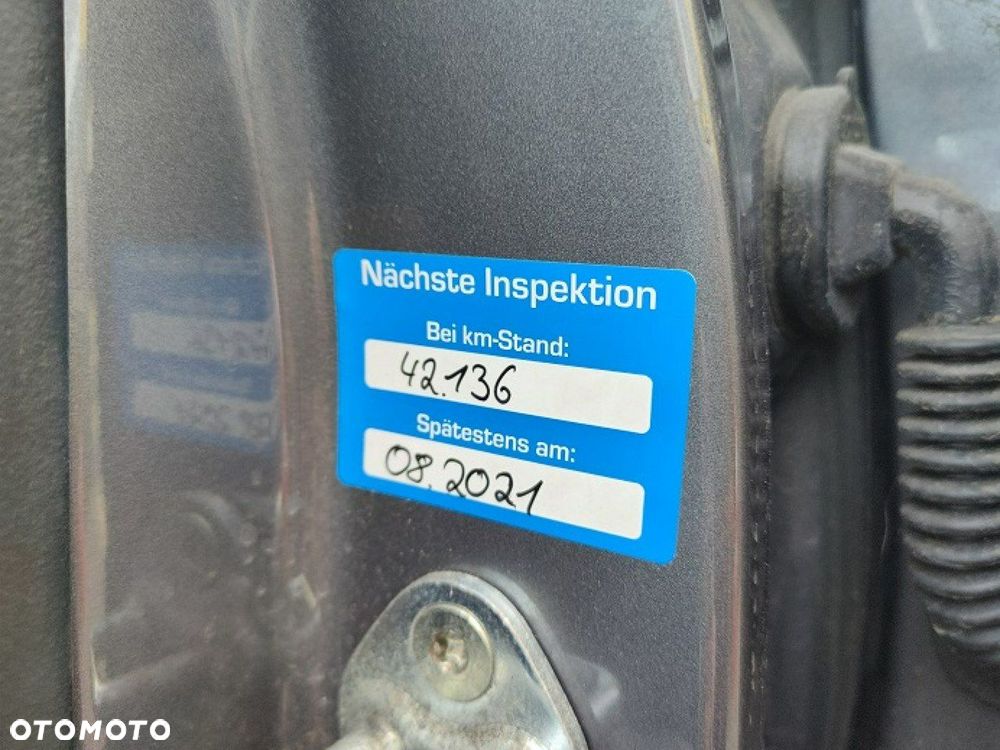 Nächste Inspektion
Bei km-Stand:
42.136
Spätestens am:
08.2021
OTOMOTO